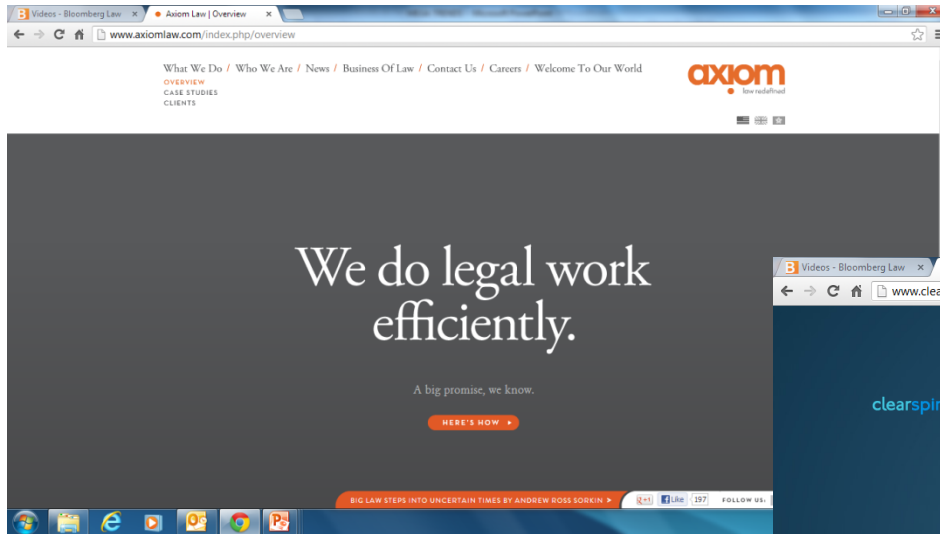 Videos - Bloomberg Law
Axiom Law | Overview
www.axiomlaw.com/index.php/overview
What We Do / Who We Are / News / Business Of Law / Contact Us / Careers / Welcome To Our World
OVERVIEW
CASE STUDIES
CLIENTS
axiom
law redefined
We do legal work
efficiently.
A big promise, we know.
HERE'S HOW
BIG LAW STEPS INTO UNCERTAIN TIMES BY ANDREW ROSS SORKIN
+1
Like
197
FOLLOW US:
Videos - Bloomberg Law
www.clea
clearspir